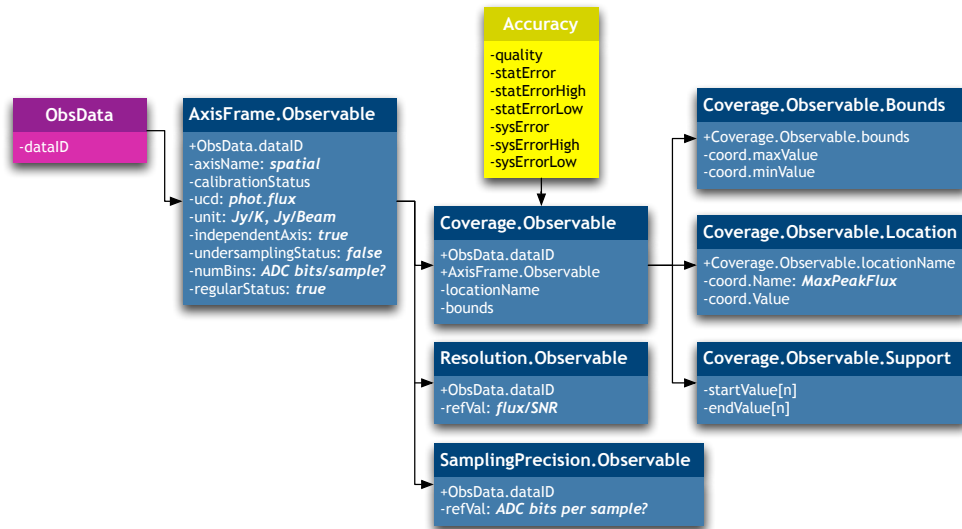 Accuracy
-quality
-statError
-statErrorHigh
-statErrorLow
-sysError
-sysErrorHigh
-sysErrorLow
ObsData
-dataID
AxisFrame.Observable
+ObsData.dataID
-axisName: spatial
-calibrationStatus
-ucd: phot.flux
-unit: Jy/K, Jy/Beam
-independentAxis: true
-undersamplingStatus: false
-numBins: ADC bits/sample?
-regularStatus: true
Coverage.Observable
+ObsData.dataID
+AxisFrame.Observable
-locationName
-bounds
Resolution.Observable
+ObsData.dataID
-refVal: flux/SNR
SamplingPrecision.Observable
+ObsData.dataID
-refVal: ADC bits per sample?
Coverage.Observable.Bounds
+Coverage.Observable.bounds
-coord.maxValue
-coord.minValue
Coverage.Observable.Location
+Coverage.Observable.locationName
-coord.Name: MaxPeakFlux
-coord.Value
Coverage.Observable.Support
-startValue[n]
-endValue[n]